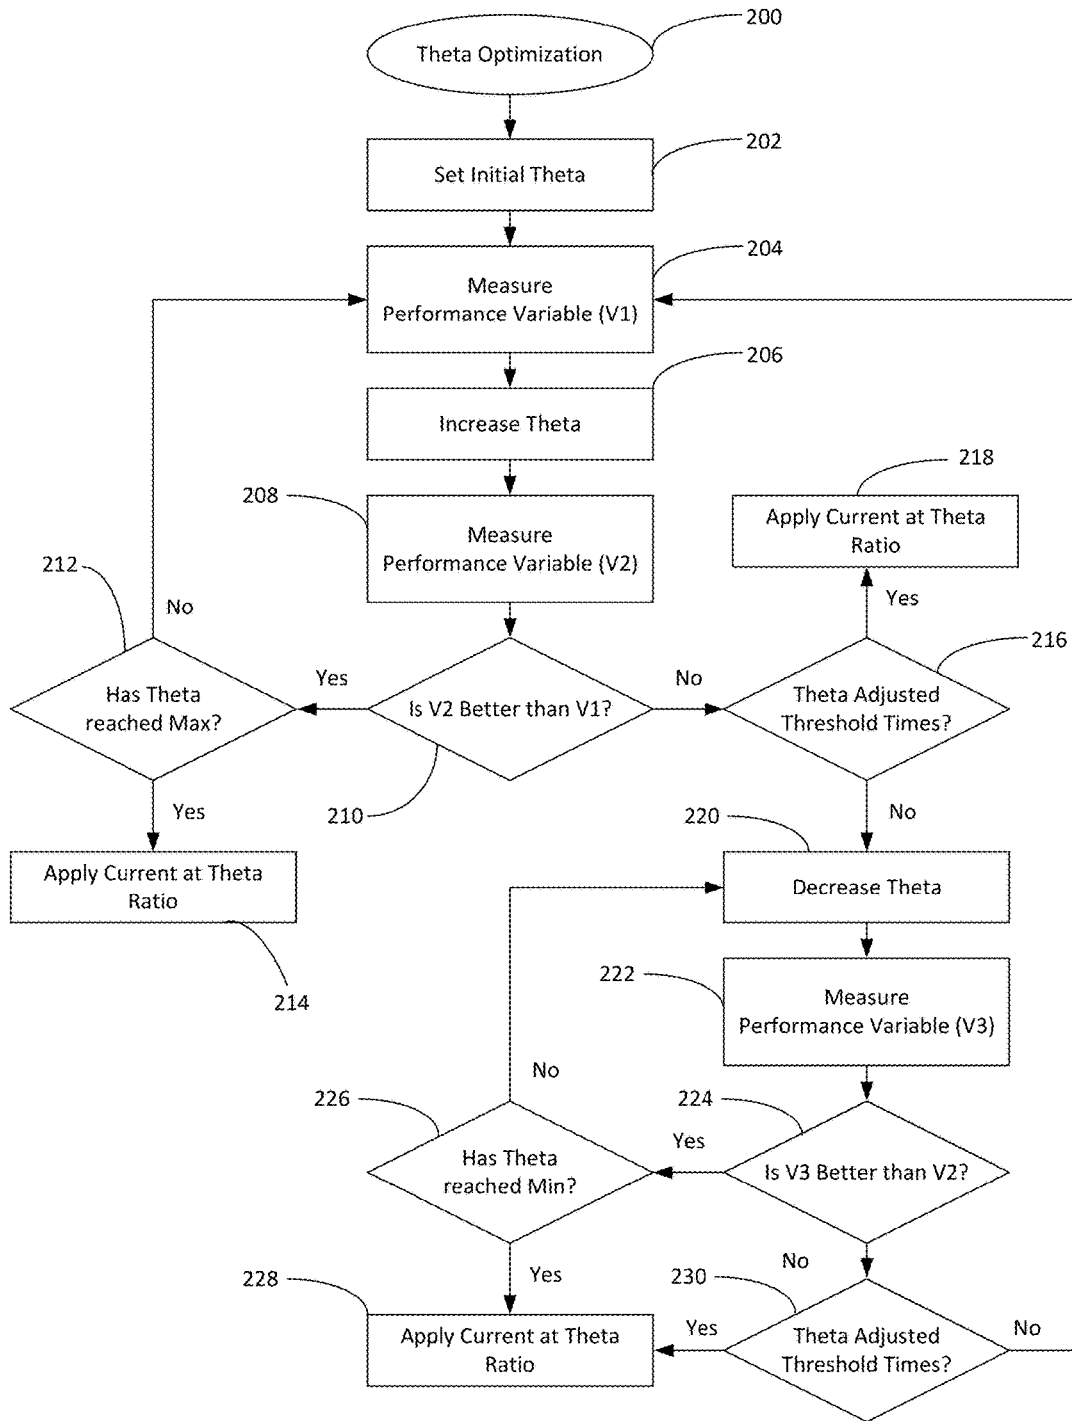 200
Theta Optimization
202
Set Initial Theta
204
Measure
Performance Variable (V1)
206
Increase Theta
208
Measure
Performance Variable (V2)
218
Apply Current at Theta
Ratio
212
No
Yes
216
Has Theta
reached Max?
Yes
Is V2 Better than V1?
No
Theta Adjusted
Threshold Times?
210
Yes
No
220
Apply Current at Theta
Ratio
Decrease Theta
214
222
Measure
Performance Variable (V3)
No
226
224
Has Theta
reached Min?
Yes
Is V3 Better than V2?
No
228
Yes
230
Apply Current at Theta
Ratio
Yes
Theta Adjusted
Threshold Times?
No